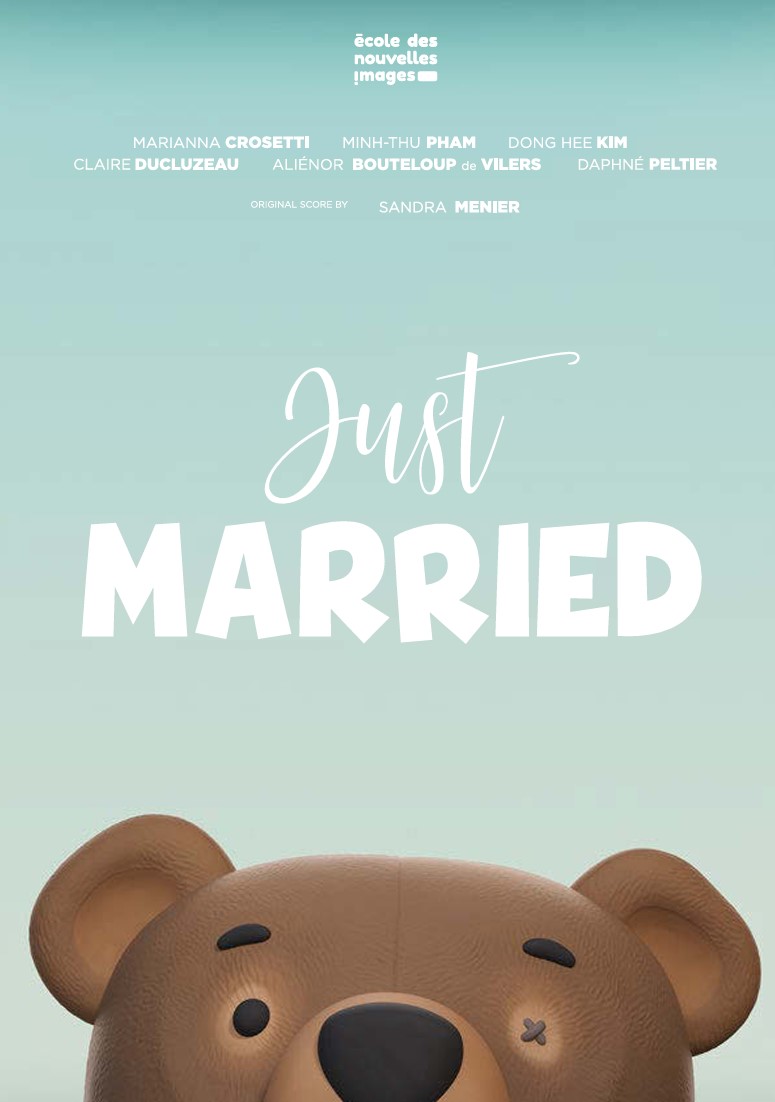 école des
nouvelles
images
MARIANNA CROSETTI MINH-THU PHAM DONG HEE KIM
CLAIRE DUCLUZEAU ALIÉNOR BOUTELOUP de VILERS DAPHNÉ PELTIER
ORIGINAL SCORE BY SANDRA MENIER
Just
MARRIED